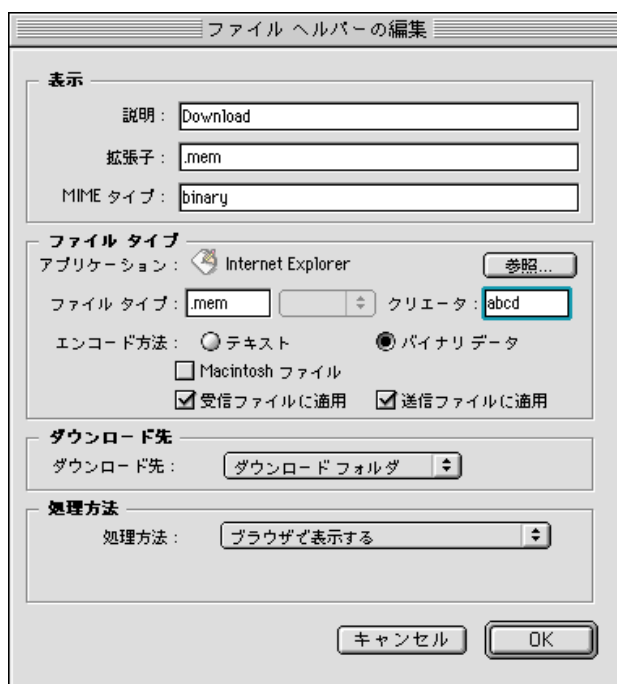 ファイル ヘルパーの編集
表示
説明： Download
拡張子： .mem
MIME タイプ： binary
ファイル タイプ
アプリケーション： Internet Explorer 参照...
ファイル タイプ： .mem クリエータ： abcd
エンコード方法： テキスト バイナリ データ
Macintosh ファイル
受信ファイルに適用 送信ファイルに適用
ダウンロード先
ダウンロード先： ダウンロード フォルダ
処理方法
処理方法： ブラウザで表示する
キャンセル OK